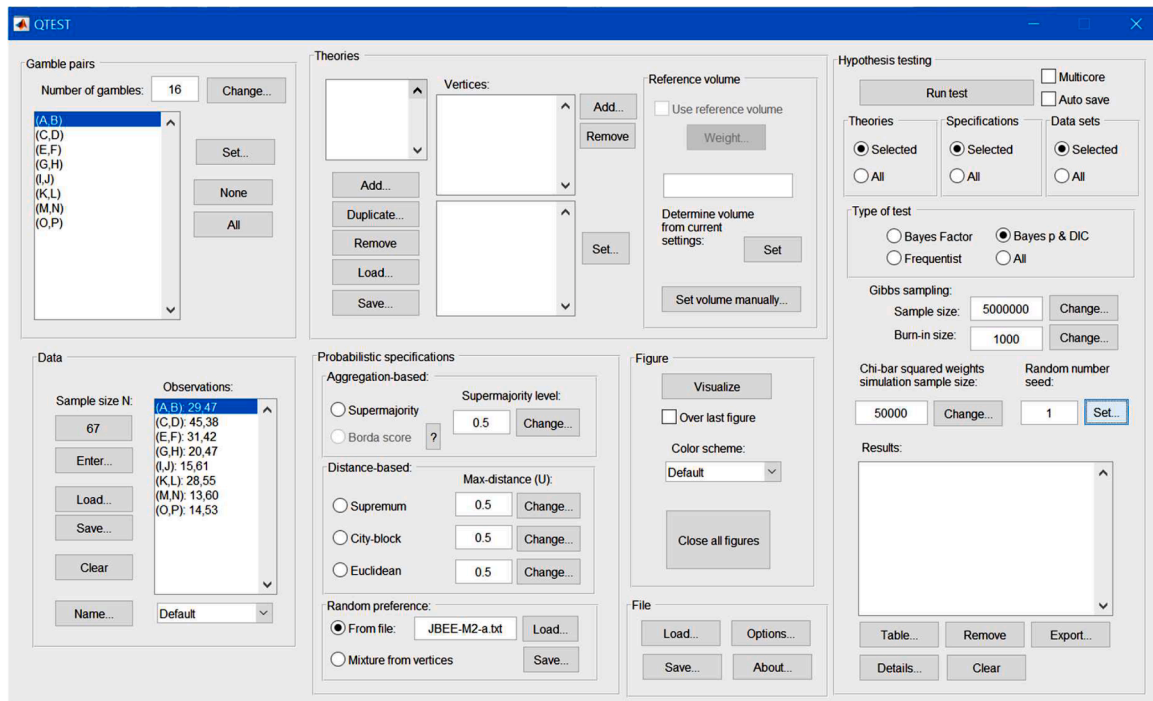 QTEST
Gamble pairs
Number of gambles: 16 Change...
(A,B)
(C,D)
(E,F)
(G,H)
(I,J)
(K,L)
(M,N)
(O,P)
Set...
None
All
Theories
Vertices:
Add...
Remove
Add...
Duplicate...
Remove
Load...
Save...
Set...
Reference volume
Use reference volume
Weight...
Determine volume
from current
settings:
Set
Set volume manually...
Hypothesis testing
Run test
Multicore
Auto save
Theories
Selected
All
Specifications
Selected
All
Data sets
Selected
All
Type of test
Bayes Factor
Bayes p & DIC
Frequentist
All
Gibbs sampling:
Sample size: 5000000 Change...
Burn-in size: 1000 Change...
Chi-bar squared weights
simulation sample size:
50000 Change...
Random number
seed:
1 Set...
Results:
Table...
Remove
Export...
Details...
Clear
Data
Sample size N:
67
Enter...
Load...
Save...
Clear
Name...
Observations:
(A,B): 29,47
(C,D): 45,38
(E,F): 31,42
(G,H): 20,47
(I,J): 15,61
(K,L): 28,55
(M,N): 13,60
(O,P): 14,53
Default
Probabilistic specifications
Aggregation-based:
Supermajority
Borda score ?
Supermajority level:
0.5 Change...
Distance-based:
Max-distance (U):
Supremum 0.5 Change...
City-block 0.5 Change...
Euclidean 0.5 Change...
Random preference:
From file: JBEE-M2-a.txt Load...
Mixture from vertices Save...
Figure
Visualize
Over last figure
Color scheme:
Default
Close all figures
File
Load...
Options...
Save...
About...